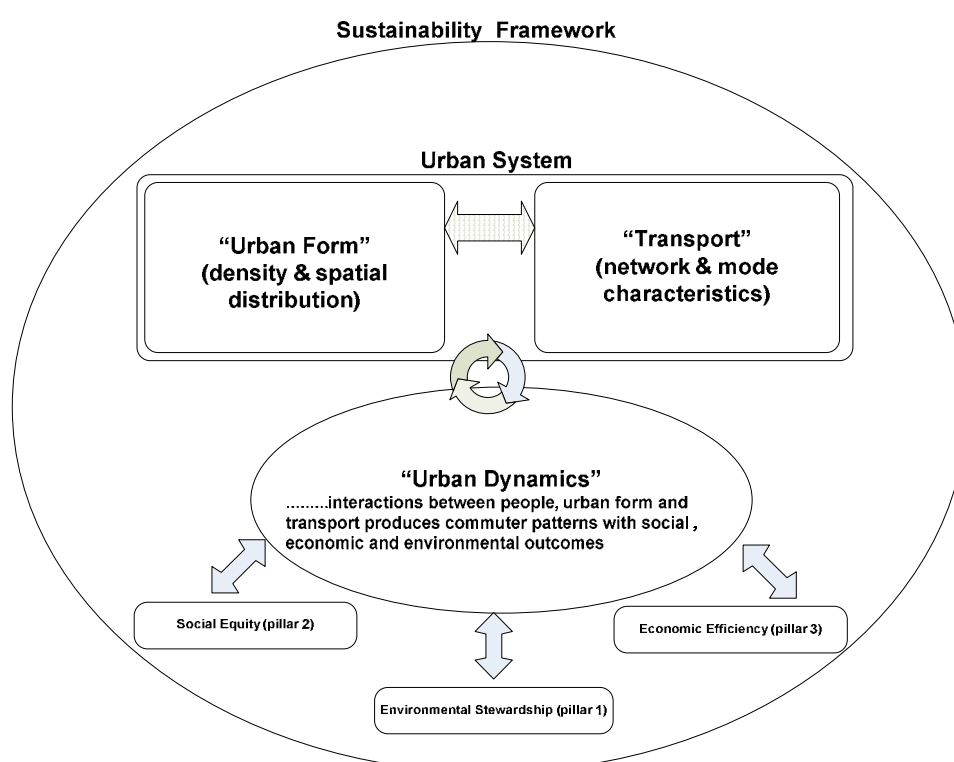 Sustainability Framework
Urban System
“Urban Form”
(density & spatial
distribution)
“Transport”
(network & mode
characteristics)
“Urban Dynamics”
.........interactions between people, urban form and
transport produces commuter patterns with social ,
economic and environmental outcomes
Social Equity (pillar 2)
Economic Efficiency (pillar 3)
Environmental Stewardship (pillar 1)